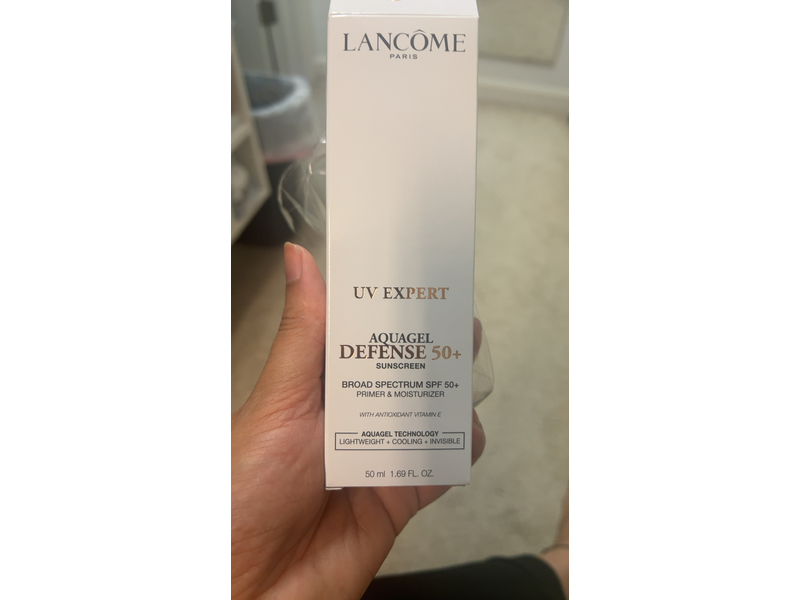 LANCÔME
PARIS
UV EXPERT
AQUAGEL
DEFENSE 50+
SUNSCREEN
BROAD SPECTRUM SPF 50+
PRIMER & MOISTURIZER
WITH ANTIOXIDANT VITAMIN E
AQUAGEL TECHNOLOGY
LIGHTWEIGHT + COOLING + INVISIBLE
50 ml 1.69 FL. OZ.